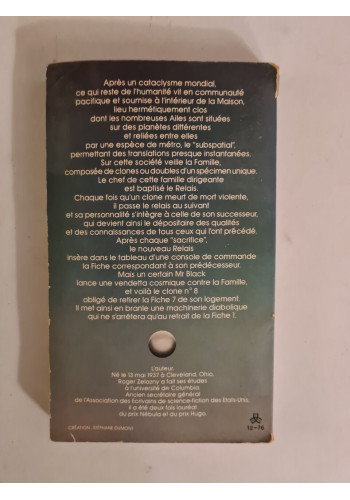 Après un cataclysme mondial,
ce qui reste de l'humanité vit en communauté
pacifique et soumise à l'intérieur de la Maison,
lieu hermétiquement clos
dont les nombreuses Ailes sont situées
sur des planètes différentes
et reliées entre elles
par une espèce de métro, le "subspatial",
permettant des translations presque instantanées.
Sur cette société veille la Famille,
composée de clones ou doubles d'un spécimen unique.
Le chef de cette famille dirigeante
est baptisé le Relais.
Chaque fois qu'un clone meurt de mort violente,
il passe le relais au suivant
et sa personnalité s'intègre à celle de son successeur,
qui devient ainsi le dépositaire des qualités
et des connaissances de tous ceux qui l'ont précédé.
Après chaque "sacrifice",
le nouveau Relais
insère dans le tableau d'une console de commande
la Fiche correspondant à son prédécesseur.
Mais un certain Mr Black
lance une vendetta cosmique contre la Famille,
et voilà le clone n° 8
obligé de retirer la Fiche 7 de son logement.
Il met ainsi en branle une machinerie diabolique
qui ne s'arrêtera qu'au retrait de la Fiche 1.
L'auteur.
Né le 13 mai 1937 à Cleveland, Ohio,
Roger Zelazny a fait ses études
à l'université de Columbia.
Ancien secrétaire général
de l'Association des Écrivains de science-fiction des États-Unis,
il a été deux fois lauréat
du prix Nébula et du prix Hugo.
CRÉATION: STÉPHANE DUMONT
12-76